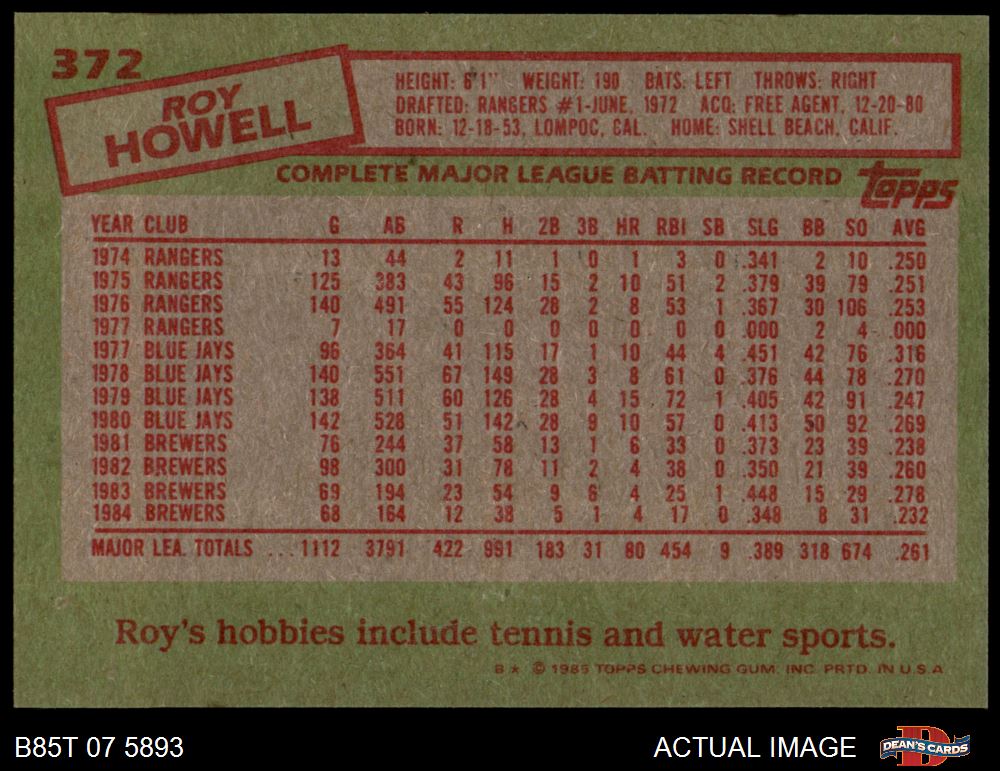 372
ROY
HOWELL
HEIGHT: 6'1" WEIGHT: 190 BATS: LEFT THROWS: RIGHT
DRAFTED: RANGERS #1-JUNE, 1972 ACQ: FREE AGENT, 12-20-80
BORN: 12-18-53, LOMPOC, CAL. HOME: SHELL BEACH, CALIF.
COMPLETE MAJOR LEAGUE BATTING RECORD topps
YEAR CLUB G AB R H 2B 3B HR RBI SB SLG BB SO AVG
1974 RANGERS 13 44 2 11 1 0 1 3 0 .341 2 10 .250
1975 RANGERS 125 383 43 96 15 2 10 51 2 .379 39 79 .251
1976 RANGERS 140 491 55 124 28 2 8 53 1 .367 30 106 .253
1977 RANGERS 7 17 0 0 0 0 0 0 0 .000 2 4 .000
1977 BLUE JAYS 96 364 41 115 17 1 10 44 4 .451 42 76 .316
1978 BLUE JAYS 140 551 67 149 28 3 8 61 0 .376 44 78 .270
1979 BLUE JAYS 138 511 60 126 28 4 15 72 1 .405 42 91 .247
1980 BLUE JAYS 142 528 51 142 28 9 10 57 0 .413 50 92 .269
1981 BREWERS 76 244 37 58 13 1 6 33 0 .373 23 39 .238
1982 BREWERS 98 300 31 78 11 2 4 38 0 .350 21 39 .260
1983 BREWERS 69 194 23 54 9 6 4 25 1 .448 15 29 .278
1984 BREWERS 68 164 12 38 5 1 4 17 0 .348 8 31 .232
MAJOR LEA. TOTALS ... 1112 3791 422 991 183 31 80 454 9 .389 318 674 .261
Roy's hobbies include tennis and water sports.
B * © 1985 TOPPS CHEWING GUM, INC. PRTD. IN U.S.A
B85T 07 5893 ACTUAL IMAGE DEAN'S CARDS